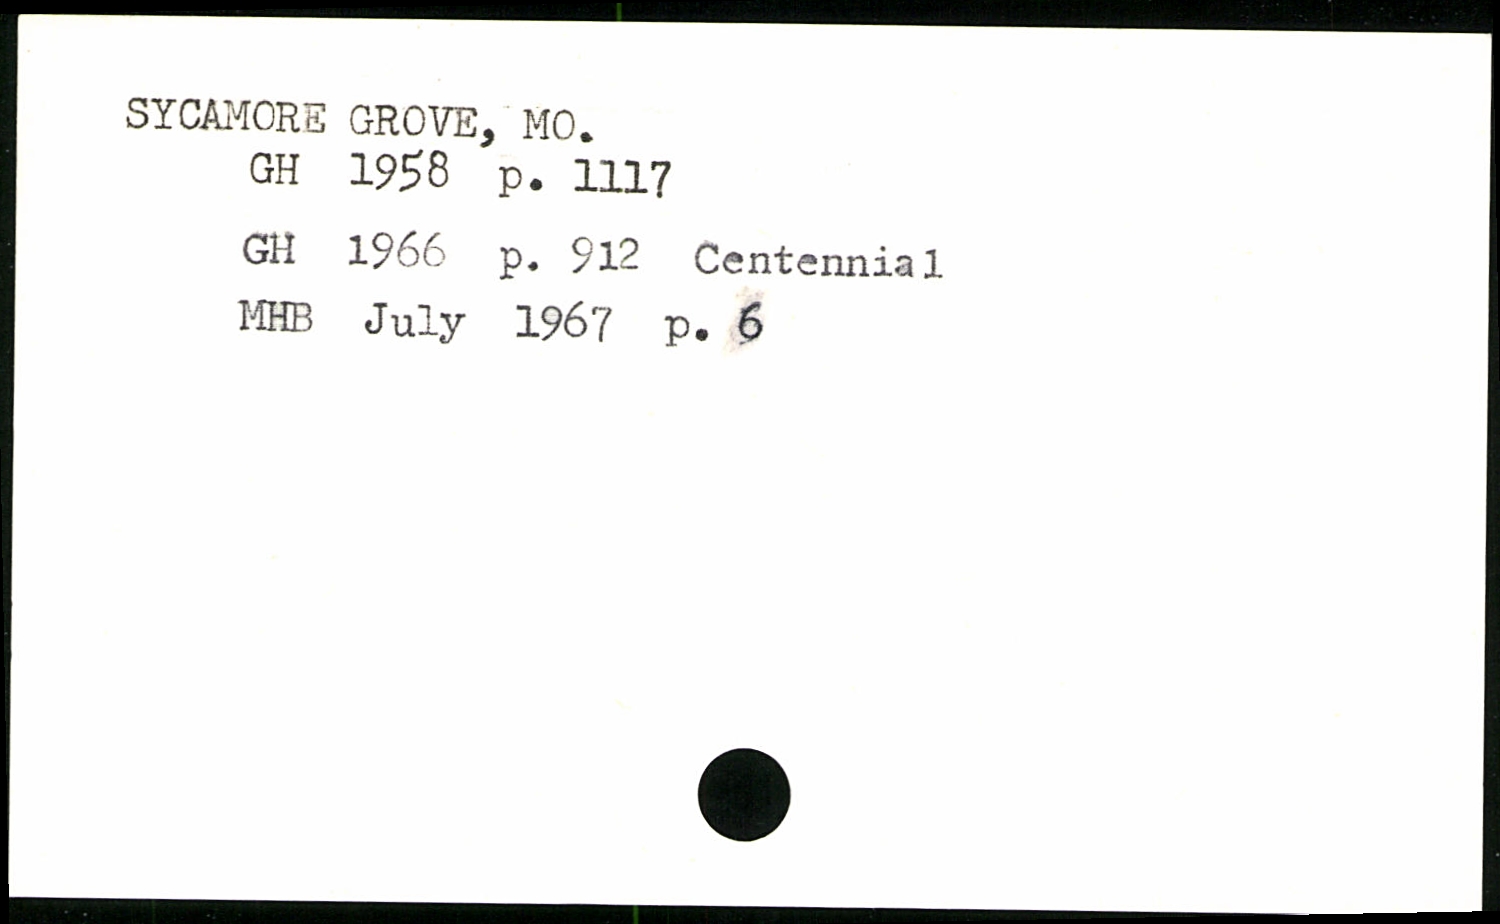 SYCAMORE GROVE, MO.
GH 1958 p. 1117
GH 1966 p. 912 Centennial
MHB July 1967 p. 6